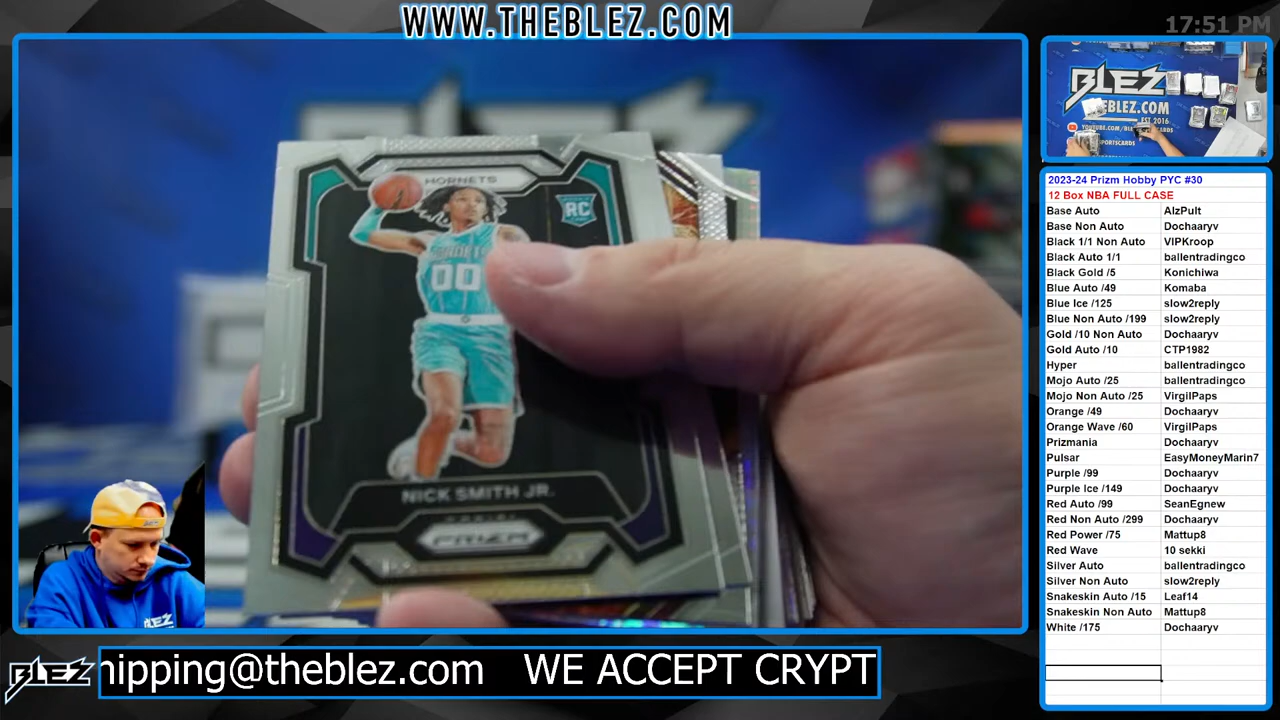 WWW.THEBLEZ.COM
17:51 PM
BLEZ
THEBLEZ.COM
EST 2016
HORNETS
RC
00
NICK SMITH JR.
PANINI
PRIZM
2023-24 Prizm Hobby PYC #30
12 Box NBA FULL CASE
Base Auto AlzPult
Base Non Auto Dochaaryv
Black 1/1 Non Auto VIPKroop
Black Auto 1/1 ballentradingco
Black Gold /5 Konichiwa
Blue Auto /49 Komaba
Blue Ice /125 slow2reply
Blue Non Auto /199 slow2reply
Gold /10 Non Auto Dochaaryv
Gold Auto /10 CTP1982
Hyper ballentradingco
Mojo Auto /25 ballentradingco
Mojo Non Auto /25 VirgilPaps
Orange /49 Dochaaryv
Orange Wave /60 VirgilPaps
Prizmania Dochaaryv
Pulsar EasyMoneyMarin7
Purple /99 Dochaaryv
Purple Ice /149 Dochaaryv
Red Auto /99 SeanEgnew
Red Non Auto /299 Dochaaryv
Red Power /75 Mattup8
Red Wave 10 sekki
Silver Auto ballentradingco
Silver Non Auto slow2reply
Snakeskin Auto /15 Leaf14
Snakeskin Non Auto Mattup8
White /175 Dochaaryv
BLEZ
hipping@theblez.com WE ACCEPT CRYPT